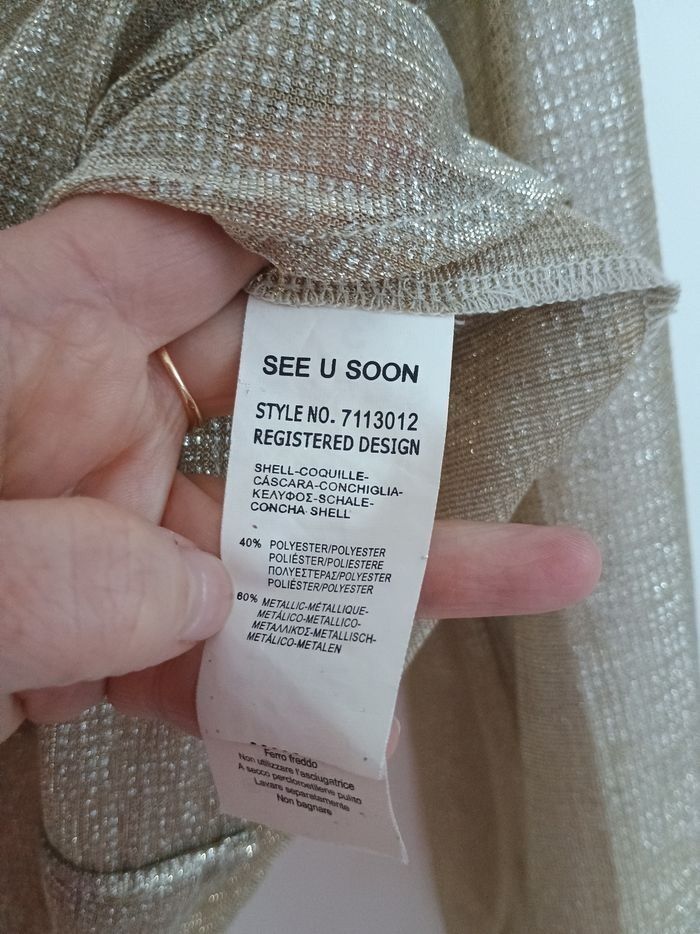 SEE U SOON
STYLE NO. 7113012
REGISTERED DESIGN
SHELL-COQUILLE-
CÁSCARA-CONCHIGLIA-
ΚΕΛΥΦΟΣ-SCHALE-
CONCHA SHELL
40% POLYESTER/POLYESTER
POLIÉSTER/POLIESTERE
ΠΟΛΥΕΣΤΕΡΑΣ/POLYESTER
POLIÉSTER/POLYESTER
60% METALLIC-MÉTALLIQUE-
METÁLICO-METALLICO-
ΜΕΤΑΛΛΙΚΌΣ-METALLISCH-
METÁLICO-METALEN
Ferro freddo
Non utilizzare l'asciugatrice
A secco percloroetilene pulito
Lavare separatamente
Non bagnare